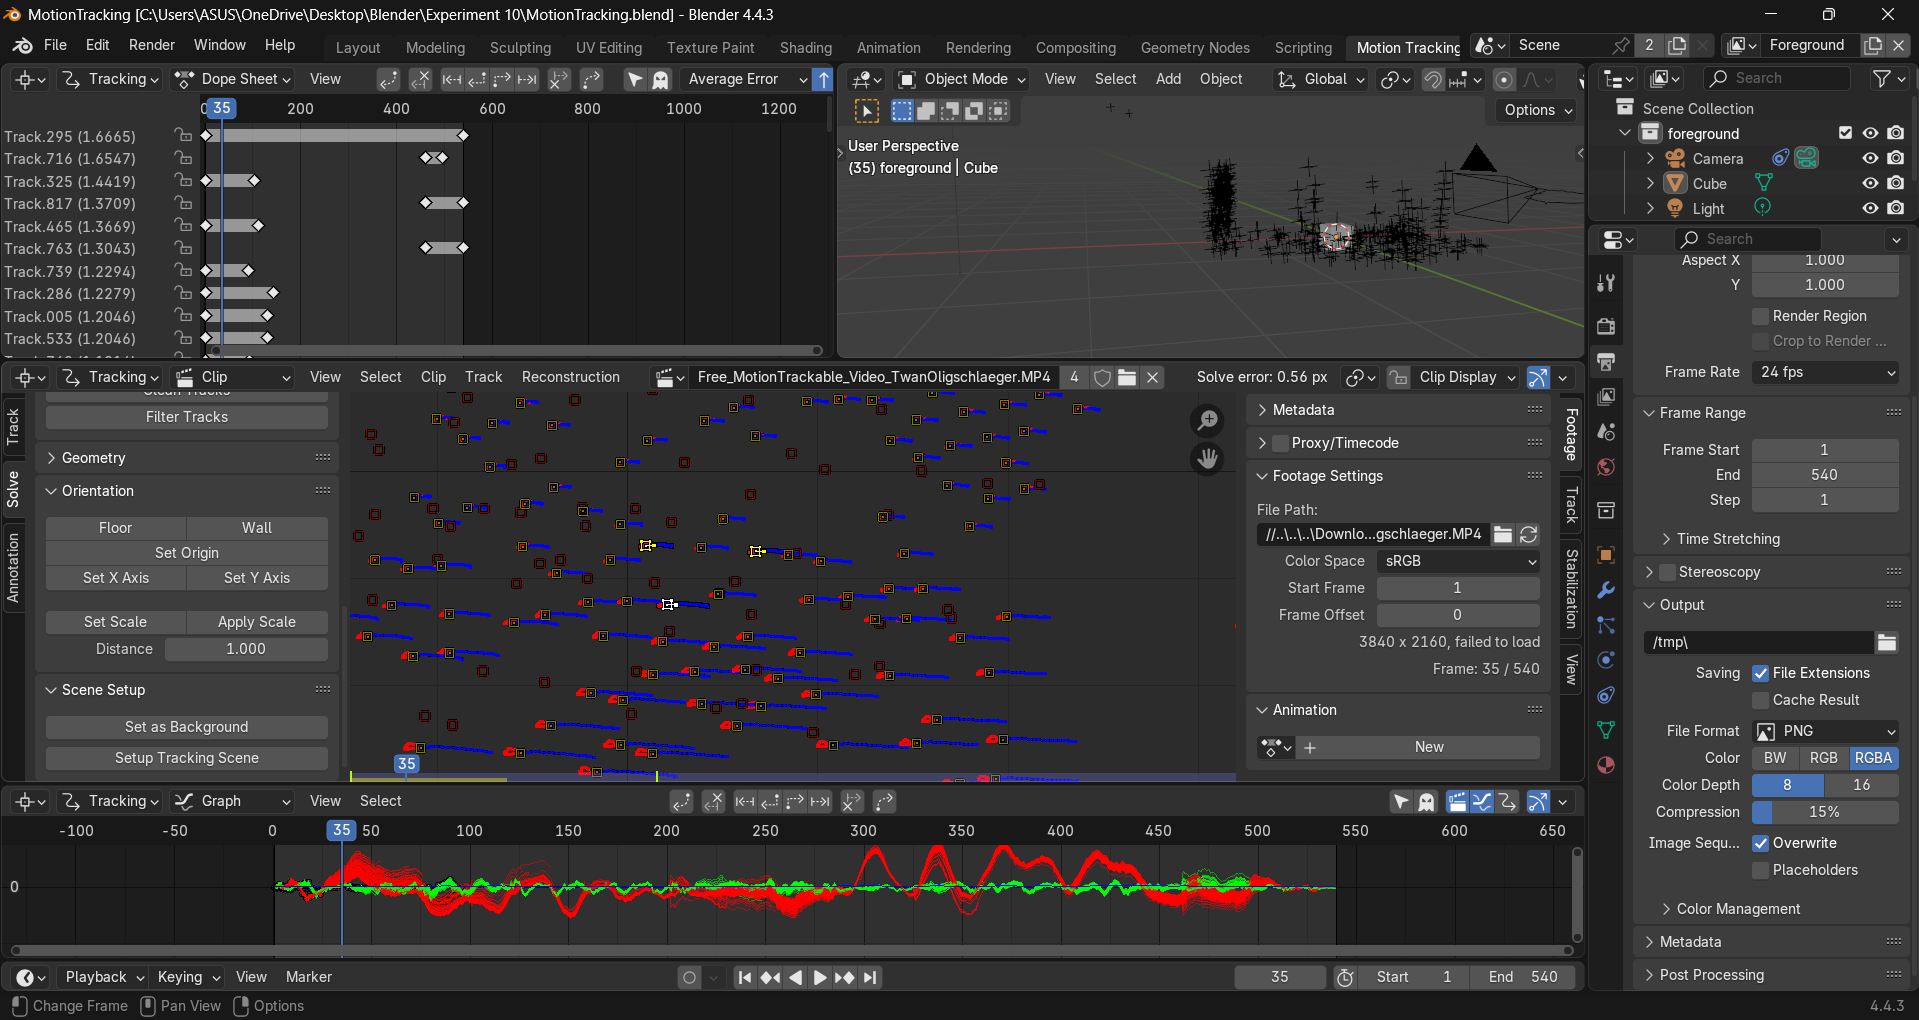 MotionTracking [C:\Users\ASUS\OneDrive\Desktop\Blender\Experiment 10\MotionTracking.blend] - Blender 4.4.3
File Edit Render Window Help Layout Modeling Sculpting UV Editing Texture Paint Shading Animation Rendering Compositing Geometry Nodes Scripting Motion Tracking Scene 2 Foreground
Tracking Dope Sheet View Average Error
35 200 400 600 800 1000 1200
Track.295 (1.6665)
Track.716 (1.6547)
Track.325 (1.4419)
Track.817 (1.3709)
Track.465 (1.3669)
Track.763 (1.3043)
Track.739 (1.2294)
Track.286 (1.2279)
Track.005 (1.2046)
Track.533 (1.2046)
Object Mode View Select Add Object Global
Options
User Perspective
(35) foreground | Cube
Search
Scene Collection
foreground
Camera
Cube
Light
Tracking Clip View Select Clip Track Reconstruction Free_MotionTrackable_Video_TwanOligschlaeger.MP4 4 Solve error: 0.56 px Clip Display
Track
Solve
Annotation
Clean Tracks
Filter Tracks
Geometry
Orientation
Floor Wall
Set Origin
Set X Axis Set Y Axis
Set Scale Apply Scale
Distance 1.000
Scene Setup
Set as Background
Setup Tracking Scene
35
Metadata
Proxy/Timecode
Footage Settings
File Path:
//..\..\..\Downlo...gschlaeger.MP4
Color Space sRGB
Start Frame 1
Frame Offset 0
3840 x 2160, failed to load
Frame: 35 / 540
Animation
New
Footage
Track
Stabilization
View
Search
Aspect X 1.000
Y 1.000
Render Region
Crop to Render ...
Frame Rate 24 fps
Frame Range
Frame Start 1
End 540
Step 1
Time Stretching
Stereoscopy
Output
/tmp\
Saving File Extensions
Cache Result
File Format PNG
Color BW RGB RGBA
Color Depth 8 16
Compression 15%
Image Sequ... Overwrite
Placeholders
Color Management
Metadata
Post Processing
Tracking Graph View Select
-100 -50 0 35 50 100 150 200 250 300 350 400 450 500 550 600 650
0
Playback Keying View Marker 35 Start 1 End 540
Change Frame Pan View Options 4.4.3